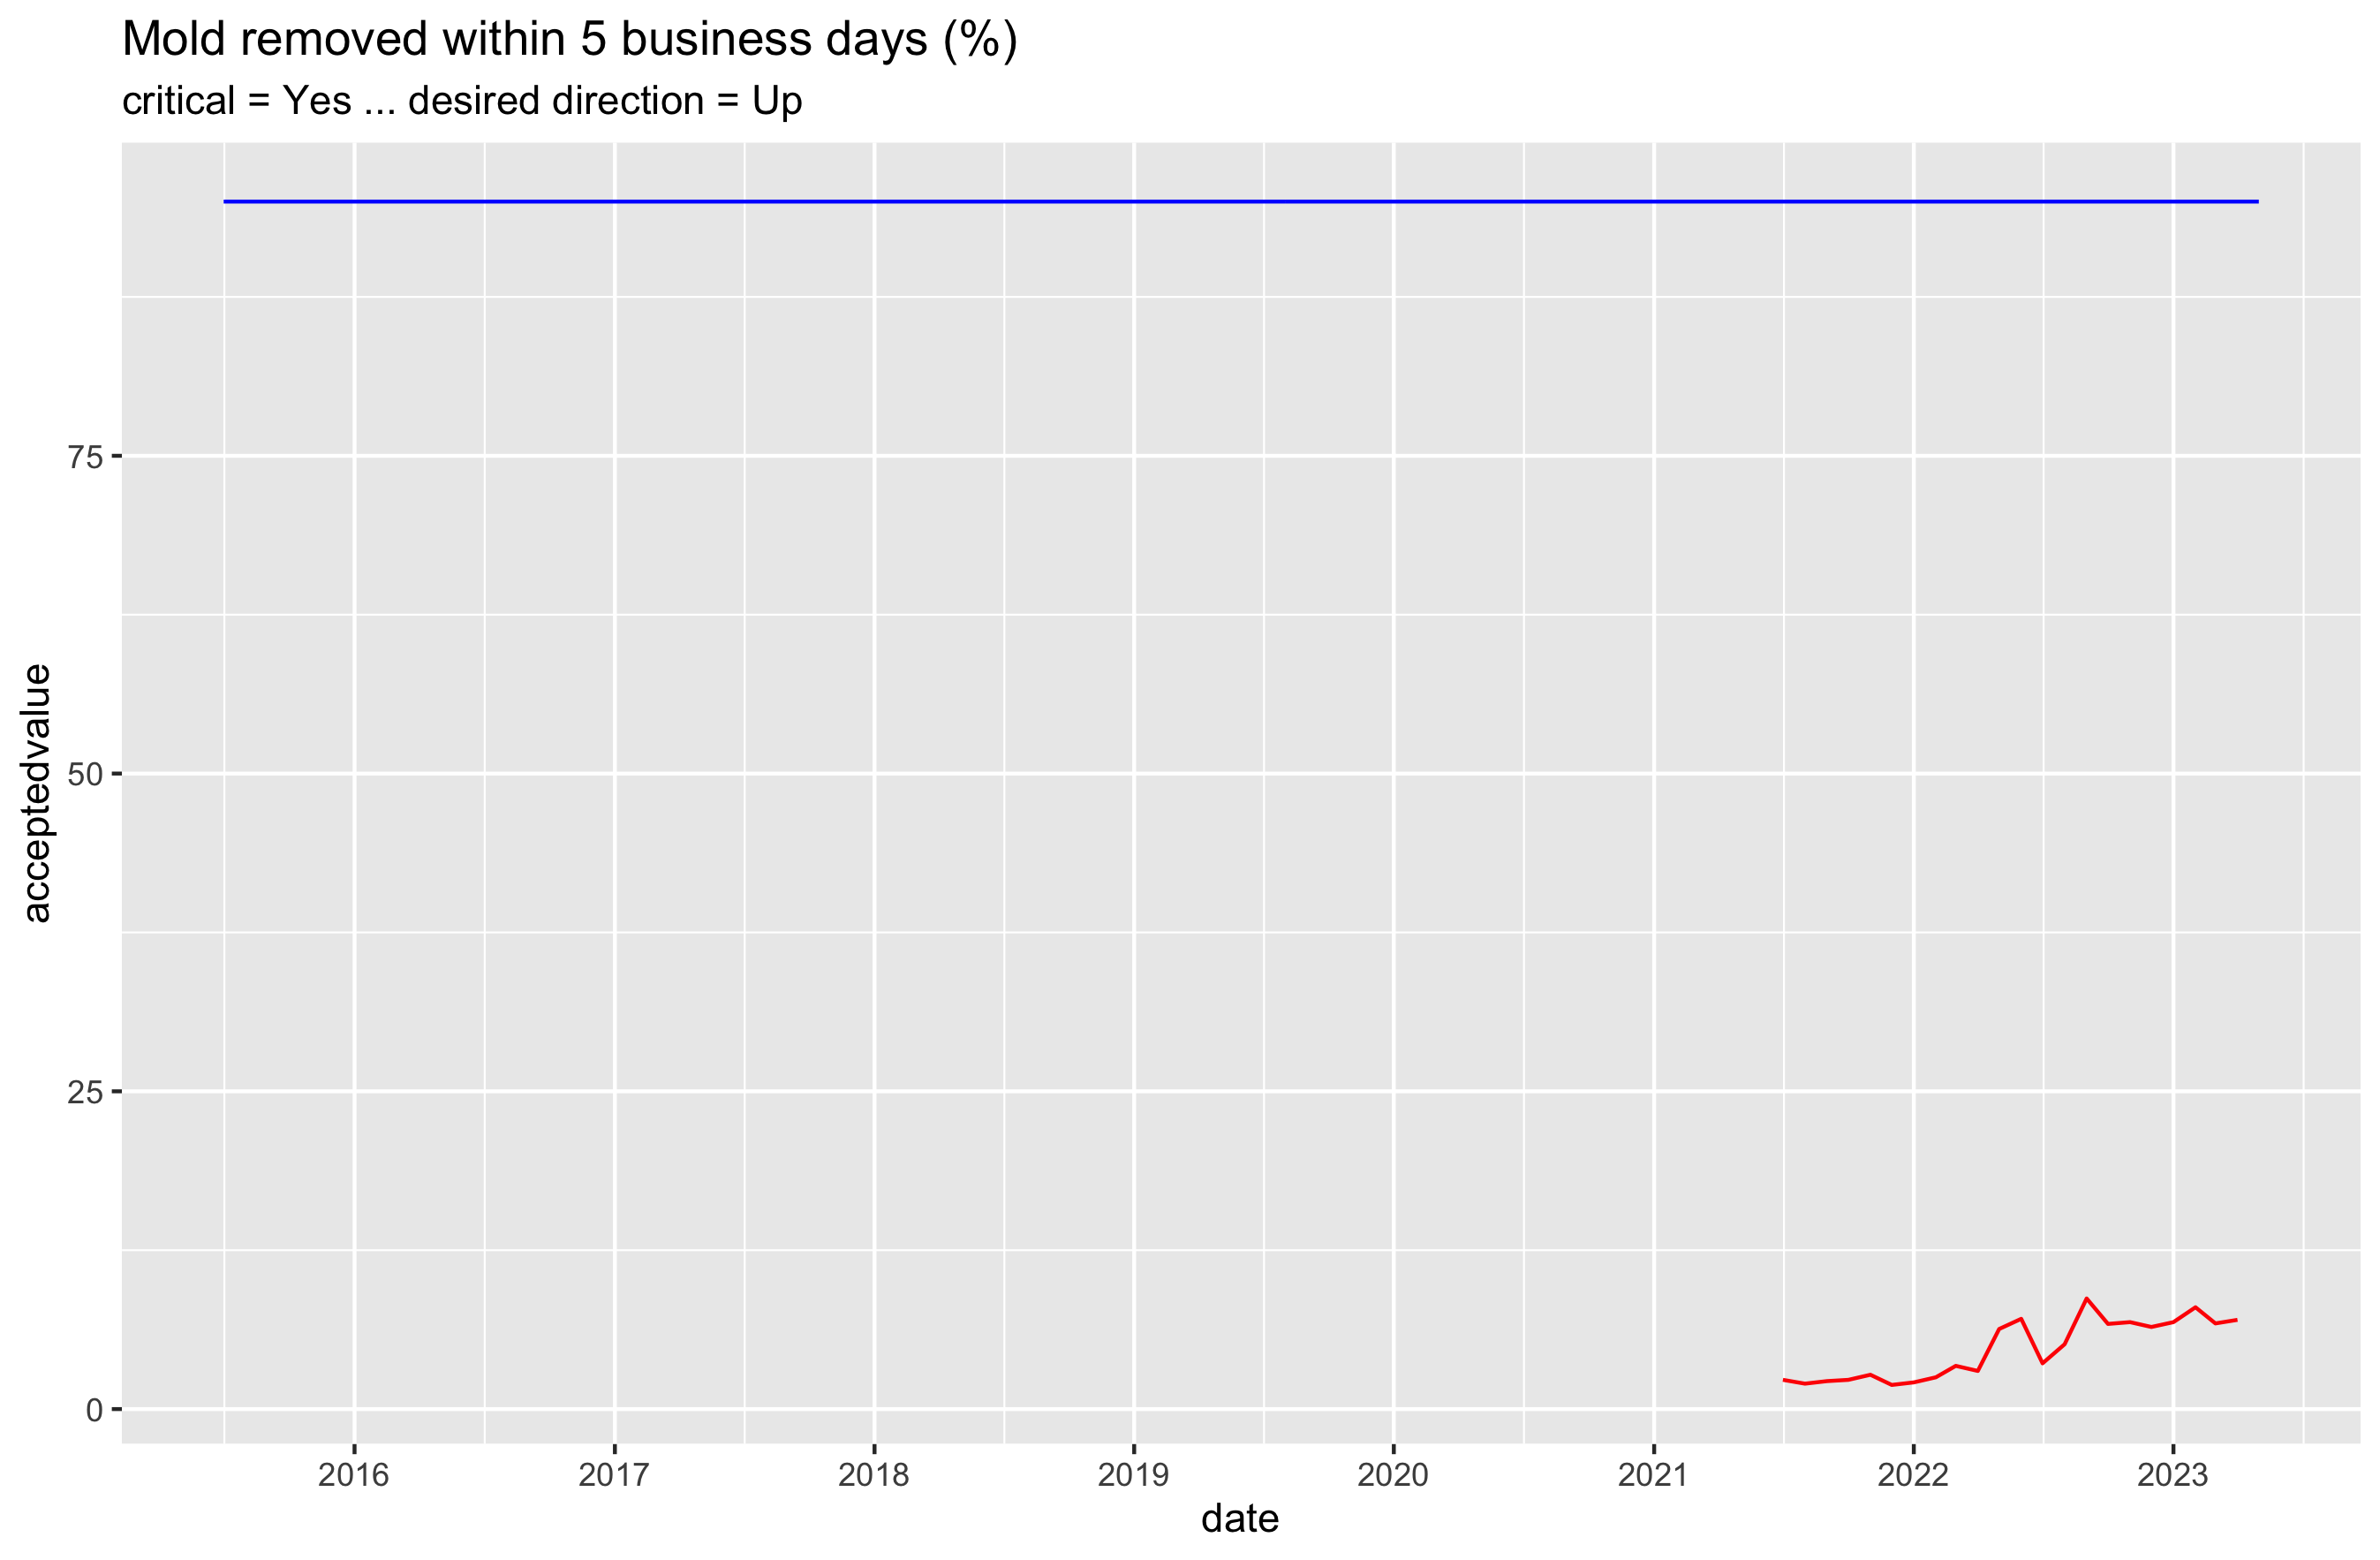 Mold removed within 5 business days (%)
critical = Yes ... desired direction = Up
acceptedvalue
75
50
25
0
2016 2017 2018 2019 2020 2021 2022 2023
date